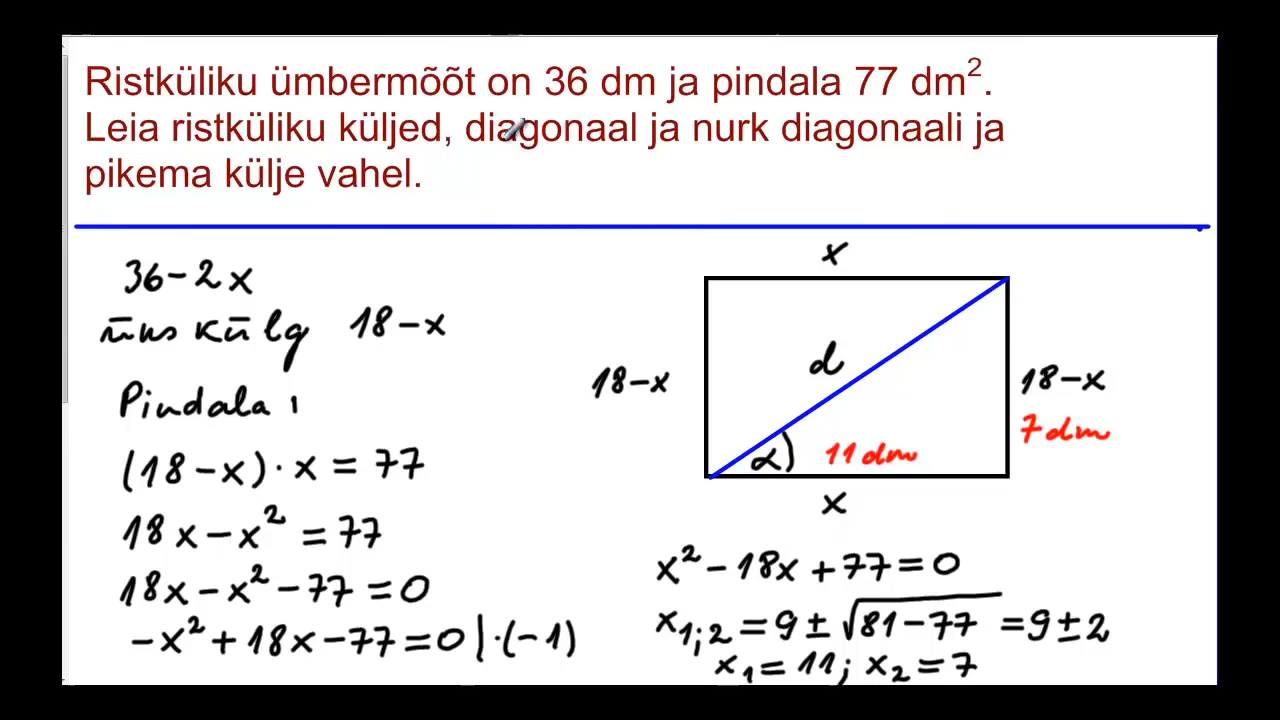 Ristküliku ümbermõõt on 36 dm ja pindala 77 dm².
Leia ristküliku küljed, diagonaal ja nurk diagonaali ja
pikema külje vahel.
36-2x
üks külg 18-x
Pindala:
(18-x)·x=77
18x-x²=77
18x-x²-77=0
-x²+18x-77=0|·(-1)
x
18-x
d
18-x
7dm
α
11dm
x
x²-18x+77=0
x₁;₂=9±√81-77=9±2
x₁=11; x₂=7